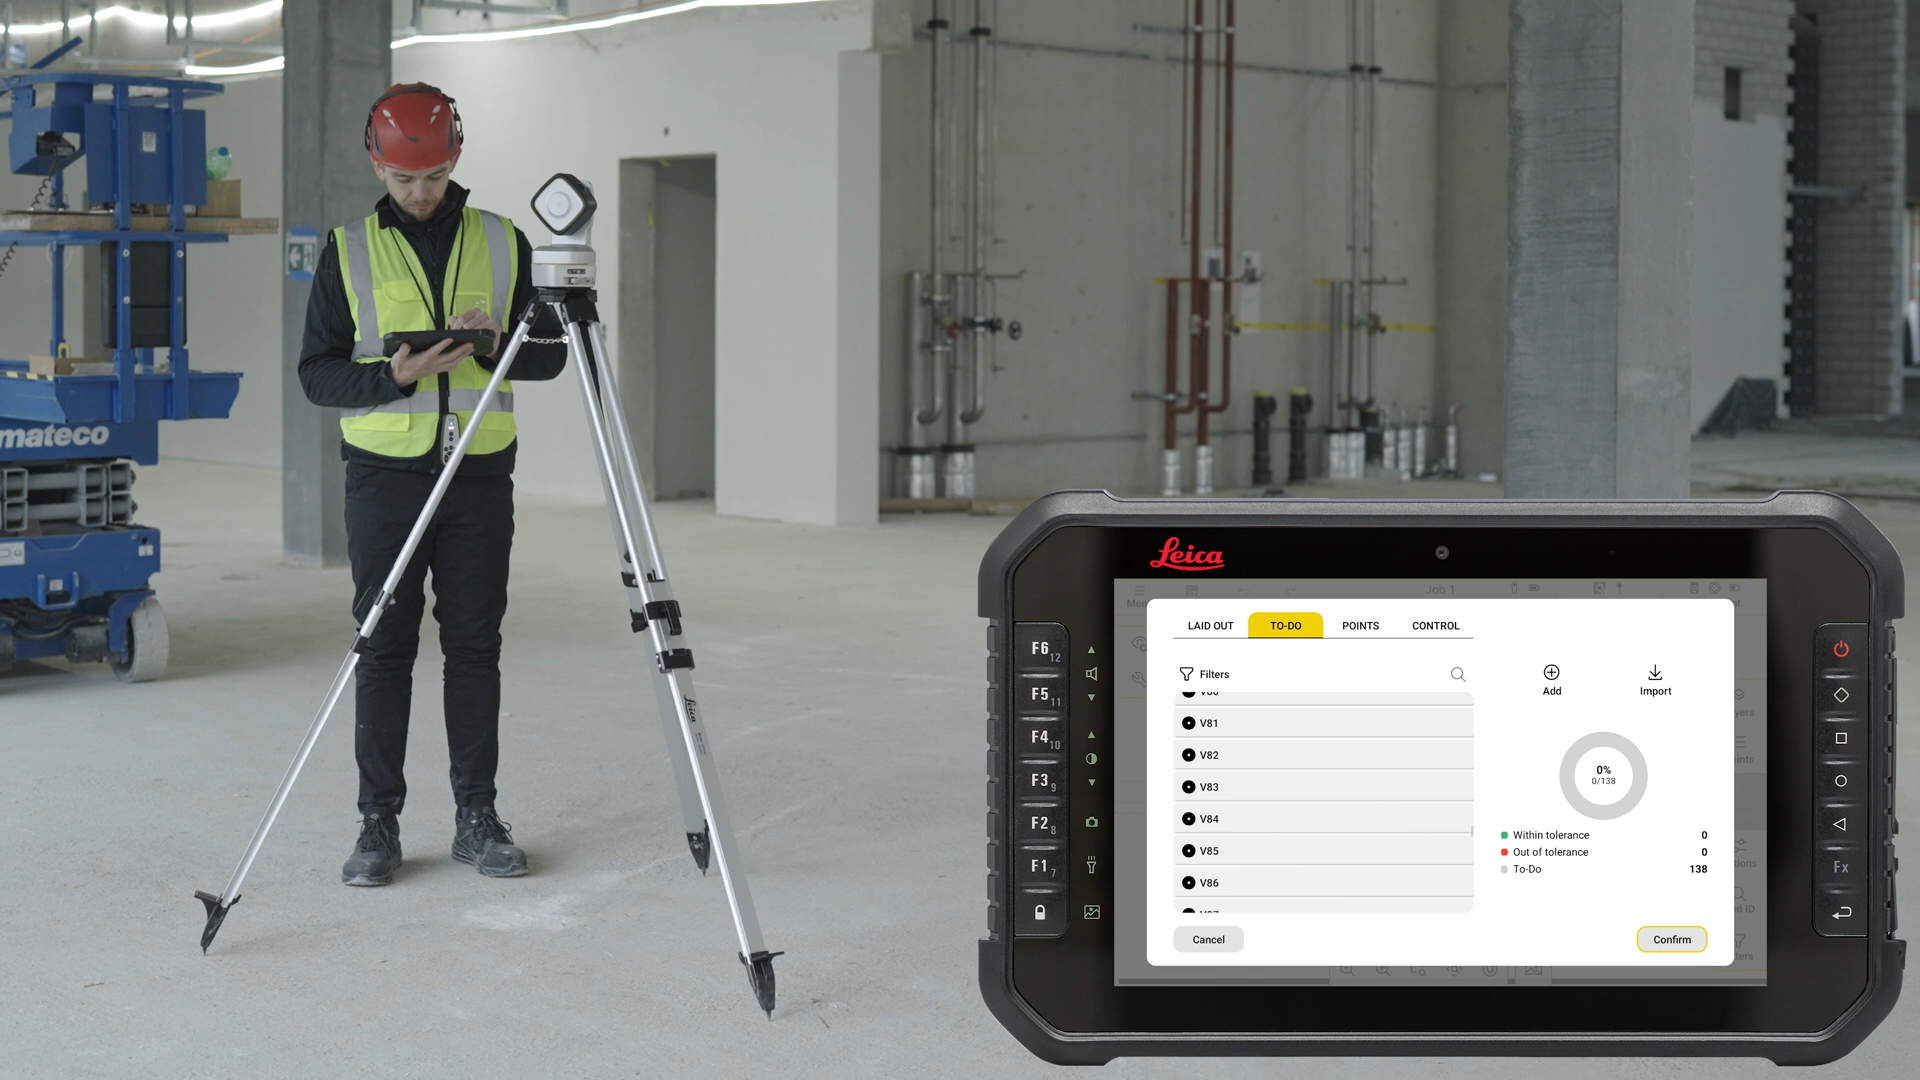 mateco
Leica
Leica
Job 1
LAID OUT
TO-DO
POINTS
CONTROL
Filters
Add
Import
V81
V82
V83
V84
V85
V86
0%
0/138
Within tolerance 0
Out of tolerance 0
To-Do 138
Cancel
Confirm
F6 12
F5 11
F4 10
F3 9
F2 8
F1 7
Fx